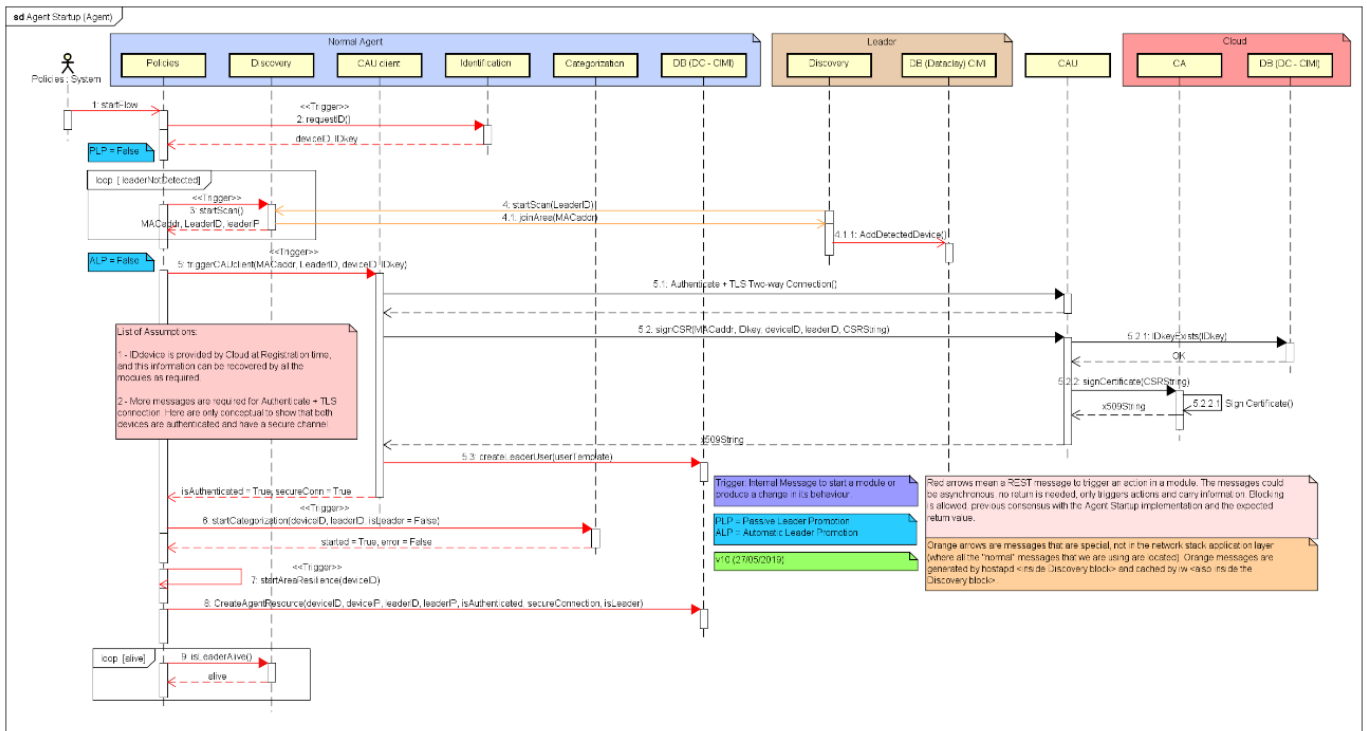 sd Agent Startup (Agent)
Normal Agent
Leader
Cloud
Policies : System
Policies
Discovery
CAU client
Identification
Categorization
DB (DC - CIMI)
Discovery
DB (Dataclay) CIMI
CAU
CA
DB (DC - CIMI)
1: startFlow
<<Trigger>>
2: requestID()
deviceID, IDkey
PLP = False
loop [leaderNotDetected]
<<Trigger>>
3: startScan()
MACaddr, LeaderID, leaderIP
4: startScan(LeaderID)
4.1: joinArea(MACaddr)
4.1.1: AddDetectedDevice()
ALP = False
<<Trigger>>
5: triggerCAUclient(MACaddr, LeaderID, deviceID, IDkey)
5.1: Authenticate + TLS Two-way Connection()
5.2: signCSR(MACaddr, IDkey, deviceID, leaderID, CSRString)
5.2.1: IDkeyExists(IDkey)
OK
5.2.2: signCertificate(CSRString)
5.2.2.1: Sign Certificate()
x509String
x509String
List of Assumptions:
1 - IDdevice is provided by Cloud at Registration time,
and this information can be recovered by all the
modules as required.
2 - More messages are required for Authenticate + TLS
connection. Here are only conceptual to show that both
devices are authenticated and have a secure channel
5.3: createLeaderUser(userTemplate)
isAuthenticated = True, secureConn = True
<<Trigger>>
6: startCategorization(deviceID, leaderID, isLeader = False)
started = True, error = False
<<Trigger>>
7: startAreaResilience(deviceID)
8: CreateAgentResource(deviceID, deviceIP, leaderID, leaderIP, isAuthenticated, secureConnection, isLeader)
loop [alive]
9: isLeaderAlive()
alive
Trigger: Internal Message to start a module or
produce a change in its behaviour.
PLP = Passive Leader Promotion
ALP = Automatic Leader Promotion
v10 (27/05/2019)
Red arrows mean a REST message to trigger an action in a module. The messages could
be asynchronous, no return is needed, only triggers actions and carry information. Blocking
is allowed, previous consensus with the Agent Startup implementation and the expected
return value.
Orange arrows are messages that are special, not in the network stack application layer
(where all the "normal" messages that we are using are located). Orange messages are
generated by hostapd <inside Discovery block> and cached by iw <also inside the
Discovery block>